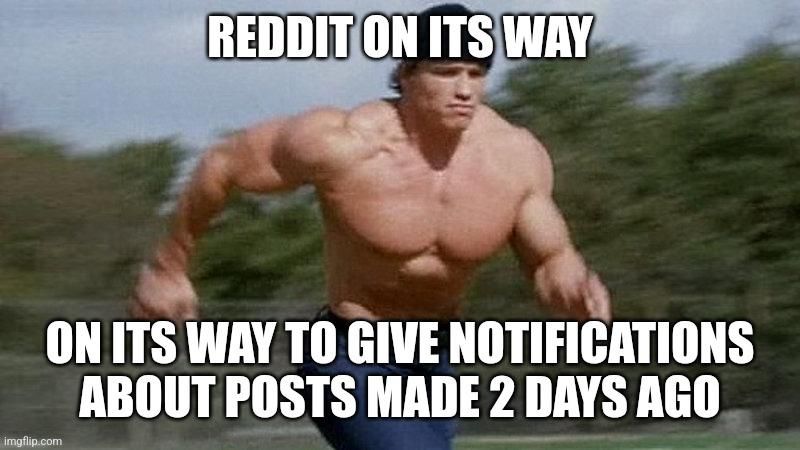 REDDIT ON ITS WAY
ON ITS WAY TO GIVE NOTIFICATIONS
ABOUT POSTS MADE 2 DAYS AGO
imgflip.com